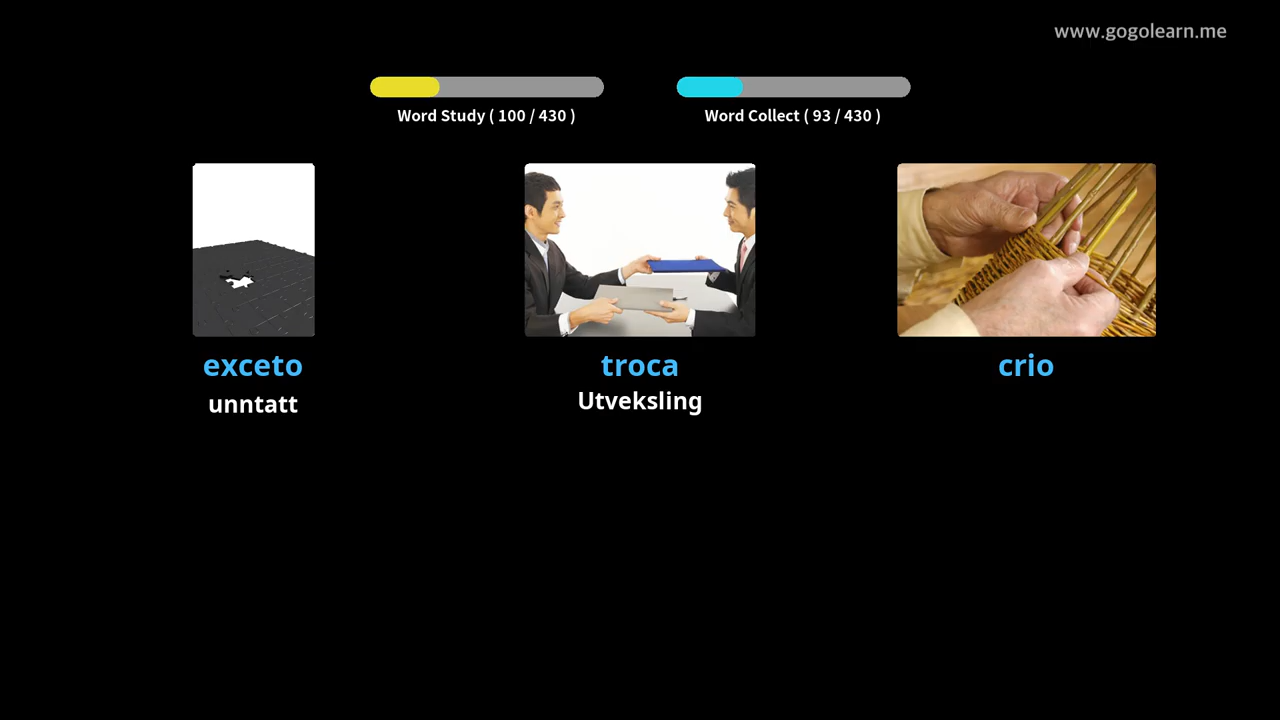 www.gogolearn.me
Word Study ( 100 / 430 )
Word Collect ( 93 / 430 )
exceto
troca
crio
unntatt
Utveksling